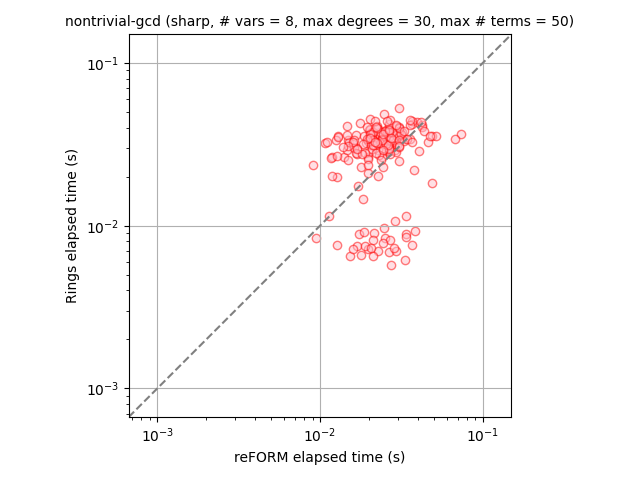 nontrivial-gcd (sharp, # vars = 8, max degrees = 30, max # terms = 50)
Rings elapsed time (s)
10⁻¹
10⁻²
10⁻³
10⁻³ 10⁻² 10⁻¹
reFORM elapsed time (s)